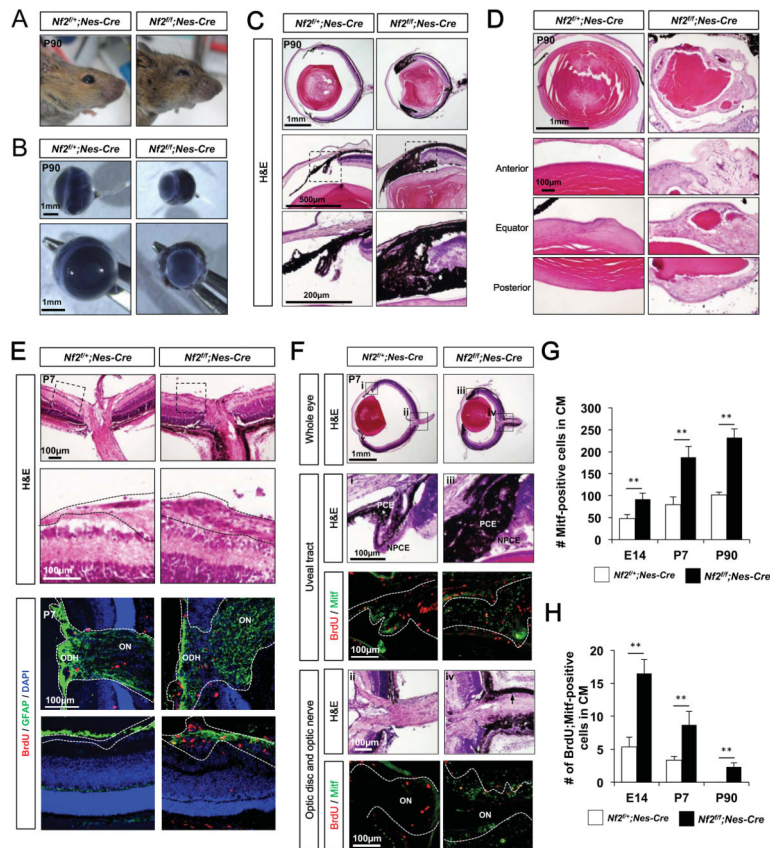 A
Nf2f/+;Nes-Cre
Nf2f/f;Nes-Cre
P90
B
Nf2f/+;Nes-Cre
Nf2f/f;Nes-Cre
P90
1mm
1mm
C
Nf2f/+;Nes-Cre
Nf2f/f;Nes-Cre
H&E
P90
1mm
500µm
200µm
D
Nf2f/+;Nes-Cre
Nf2f/f;Nes-Cre
P90
1mm
Anterior
100µm
Equator
Posterior
E
Nf2f/+;Nes-Cre
Nf2f/f;Nes-Cre
H&E
P7
100µm
100µm
BrdU / GFAP / DAPI
P7
ODH
ON
ODH
ON
100µm
100µm
F
Nf2f/+;Nes-Cre
Nf2f/f;Nes-Cre
Whole eye
H&E
P7
i
ii
iii
iv
1mm
Uveal tract
H&E
i
PCE
NPCE
100µm
iii
PCE
NPCE
BrdU / Mitf
100µm
Optic disc and optic nerve
H&E
ii
100µm
iv
BrdU / Mitf
ON
ON
100µm
G
# Mitf-positive cells in CM
300
250
200
150
100
50
0
**
**
**
E14 P7 P90
Nf2f/+;Nes-Cre Nf2f/f;Nes-Cre
H
# of BrdU;Mitf-positive
cells in CM
20
15
10
5
0
**
**
**
E14 P7 P90
Nf2f/+;Nes-Cre Nf2f/f;Nes-Cre